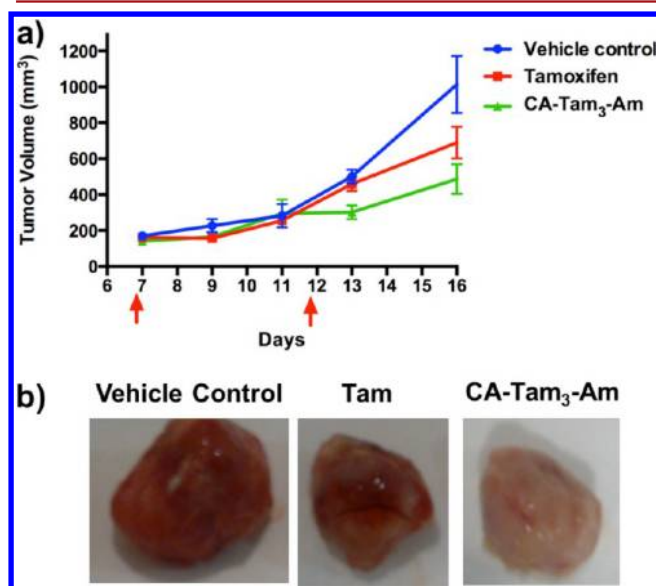 a)
Tumor Volume (mm³)
1200
1000
800
600
400
200
0
6 7 8 9 10 11 12 13 14 15 16
Days
Vehicle control
Tamoxifen
CA-Tam₃-Am
b)
Vehicle Control Tam CA-Tam₃-Am